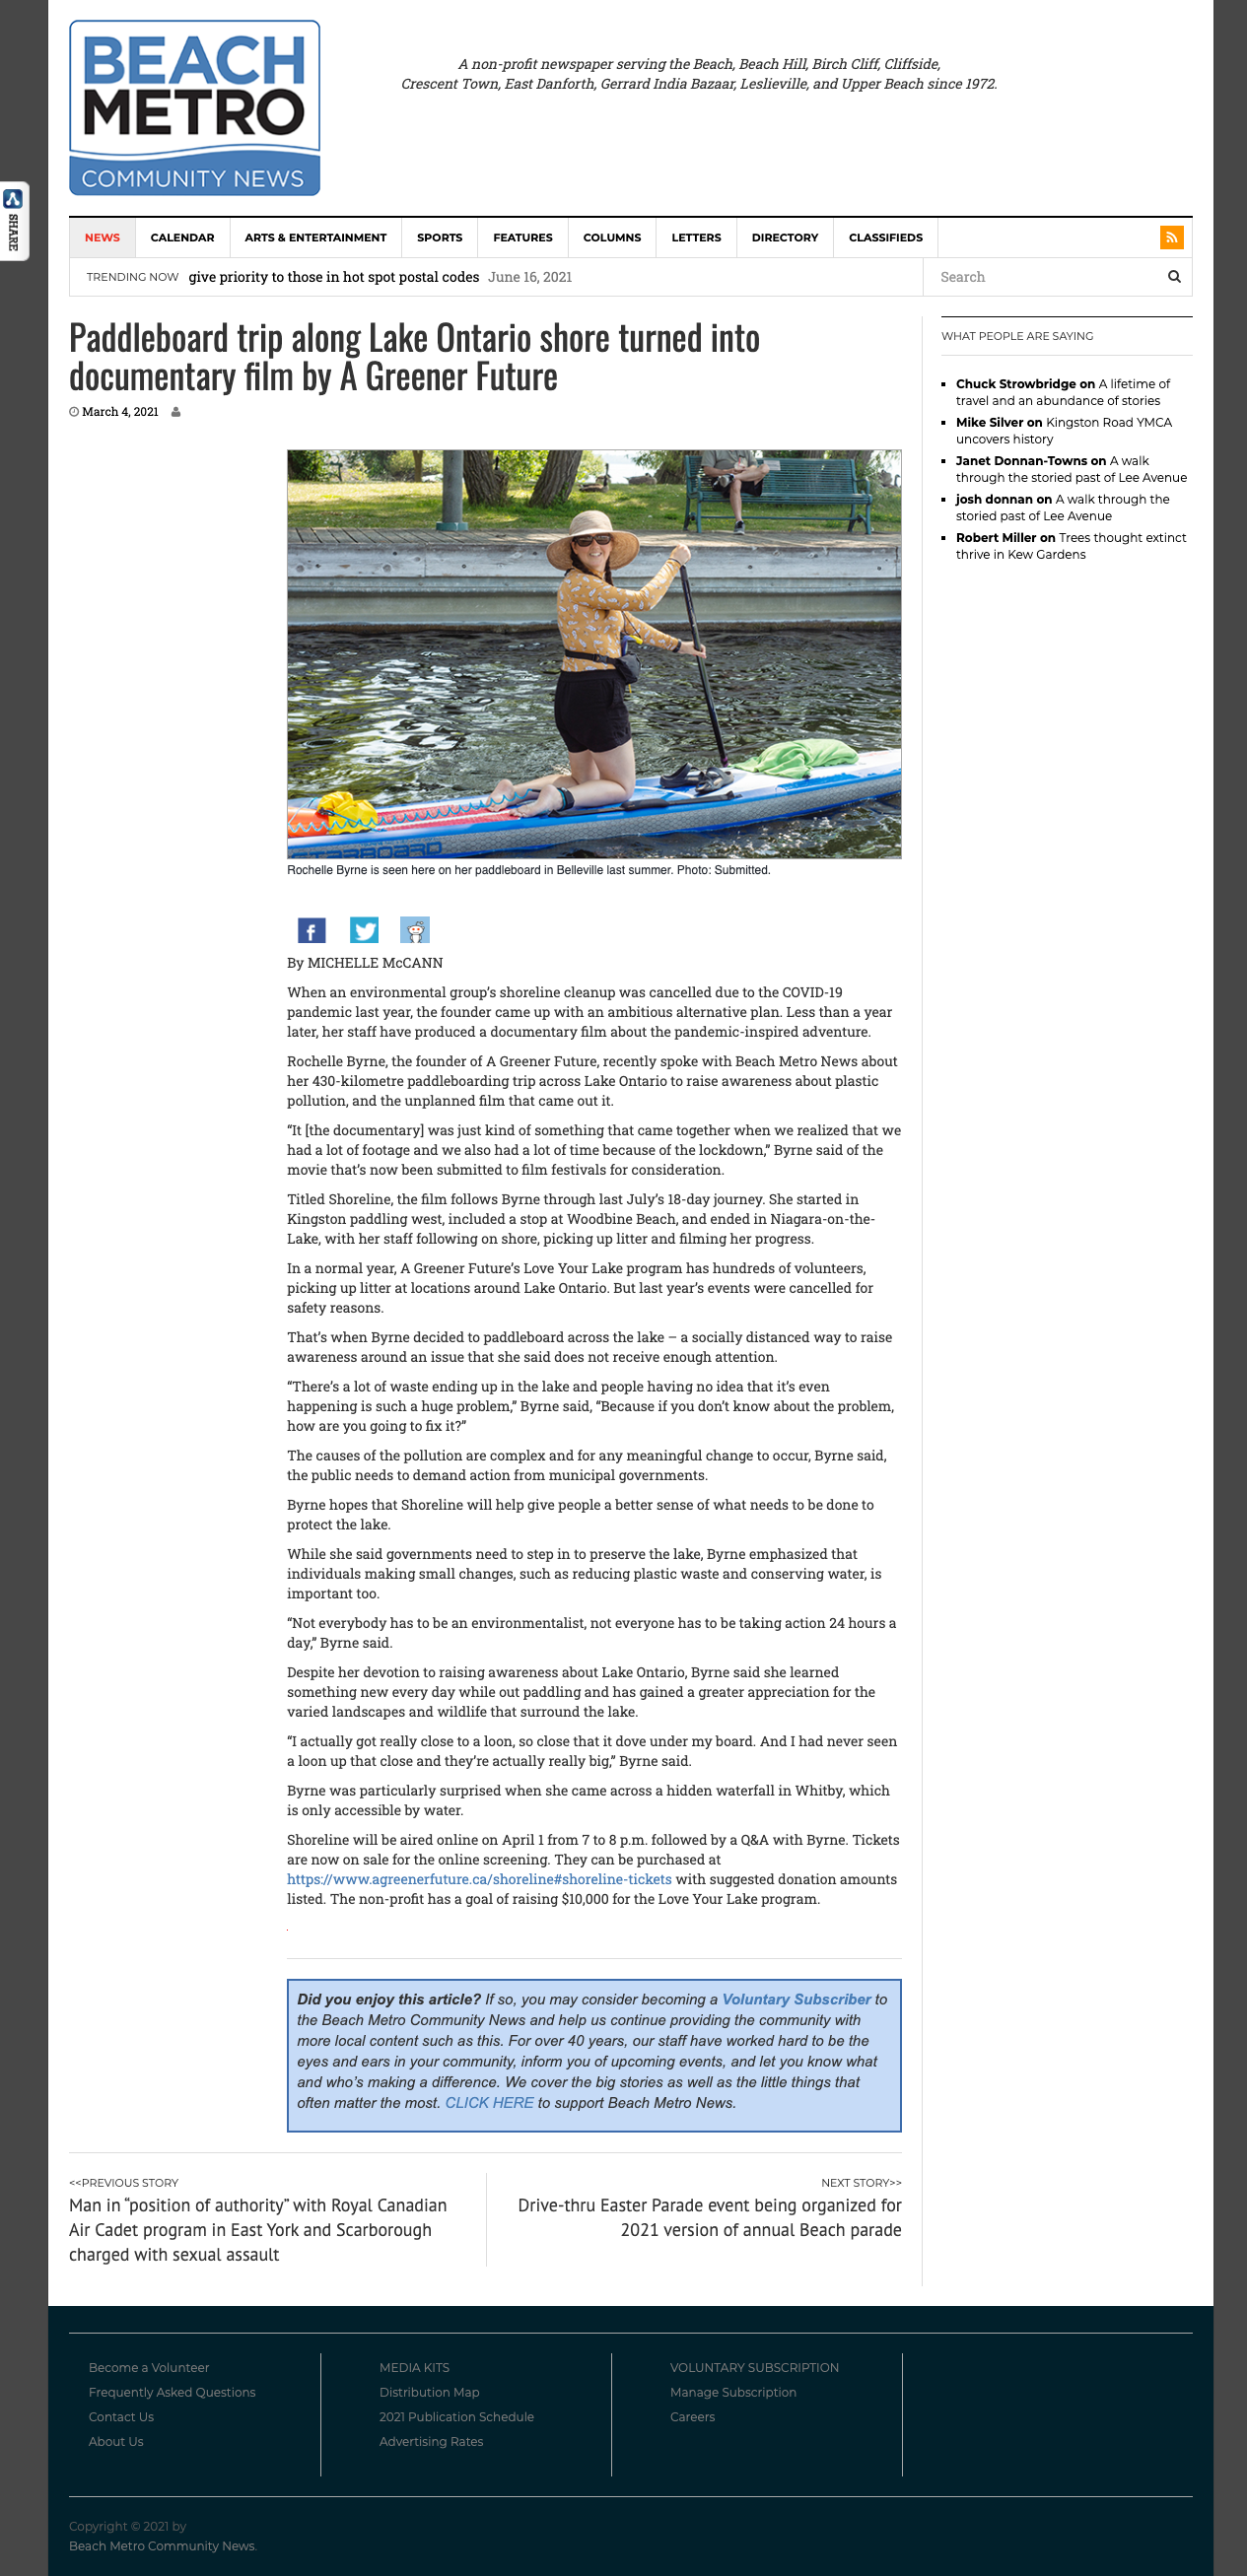 BEACH
METRO
COMMUNITY NEWS
A non-profit newspaper serving the Beach, Beach Hill, Birch Cliff, Cliffside,
Crescent Town, East Danforth, Gerrard India Bazaar, Leslieville, and Upper Beach since 1972.
SHARE
NEWS CALENDAR ARTS & ENTERTAINMENT SPORTS FEATURES COLUMNS LETTERS DIRECTORY CLASSIFIEDS
TRENDING NOW give priority to those in hot spot postal codes June 16, 2021 Search
Paddleboard trip along Lake Ontario shore turned into
documentary film by A Greener Future
March 4, 2021
STARBOARD
Rochelle Byrne is seen here on her paddleboard in Belleville last summer. Photo: Submitted.
By MICHELLE McCANN
When an environmental group’s shoreline cleanup was cancelled due to the COVID-19
pandemic last year, the founder came up with an ambitious alternative plan. Less than a year
later, her staff have produced a documentary film about the pandemic-inspired adventure.
Rochelle Byrne, the founder of A Greener Future, recently spoke with Beach Metro News about
her 430-kilometre paddleboarding trip across Lake Ontario to raise awareness about plastic
pollution, and the unplanned film that came out it.
“It [the documentary] was just kind of something that came together when we realized that we
had a lot of footage and we also had a lot of time because of the lockdown,” Byrne said of the
movie that’s now been submitted to film festivals for consideration.
Titled Shoreline, the film follows Byrne through last July’s 18-day journey. She started in
Kingston paddling west, included a stop at Woodbine Beach, and ended in Niagara-on-the-
Lake, with her staff following on shore, picking up litter and filming her progress.
In a normal year, A Greener Future’s Love Your Lake program has hundreds of volunteers,
picking up litter at locations around Lake Ontario. But last year’s events were cancelled for
safety reasons.
That’s when Byrne decided to paddleboard across the lake – a socially distanced way to raise
awareness around an issue that she said does not receive enough attention.
“There’s a lot of waste ending up in the lake and people having no idea that it’s even
happening is such a huge problem,” Byrne said, “Because if you don’t know about the problem,
how are you going to fix it?”
The causes of the pollution are complex and for any meaningful change to occur, Byrne said,
the public needs to demand action from municipal governments.
Byrne hopes that Shoreline will help give people a better sense of what needs to be done to
protect the lake.
While she said governments need to step in to preserve the lake, Byrne emphasized that
individuals making small changes, such as reducing plastic waste and conserving water, is
important too.
“Not everybody has to be an environmentalist, not everyone has to be taking action 24 hours a
day,” Byrne said.
Despite her devotion to raising awareness about Lake Ontario, Byrne said she learned
something new every day while out paddling and has gained a greater appreciation for the
varied landscapes and wildlife that surround the lake.
“I actually got really close to a loon, so close that it dove under my board. And I had never seen
a loon up that close and they’re actually really big,” Byrne said.
Byrne was particularly surprised when she came across a hidden waterfall in Whitby, which
is only accessible by water.
Shoreline will be aired online on April 1 from 7 to 8 p.m. followed by a Q&A with Byrne. Tickets
are now on sale for the online screening. They can be purchased at
https://www.agreenerfuture.ca/shoreline#shoreline-tickets with suggested donation amounts
listed. The non-profit has a goal of raising $10,000 for the Love Your Lake program.
.
Did you enjoy this article? If so, you may consider becoming a Voluntary Subscriber to
the Beach Metro Community News and help us continue providing the community with
more local content such as this. For over 40 years, our staff have worked hard to be the
eyes and ears in your community, inform you of upcoming events, and let you know what
and who’s making a difference. We cover the big stories as well as the little things that
often matter the most. CLICK HERE to support Beach Metro News.
<<PREVIOUS STORY
Man in “position of authority” with Royal Canadian
Air Cadet program in East York and Scarborough
charged with sexual assault
NEXT STORY>>
Drive-thru Easter Parade event being organized for
2021 version of annual Beach parade
WHAT PEOPLE ARE SAYING
Chuck Strowbridge on A lifetime of
travel and an abundance of stories
Mike Silver on Kingston Road YMCA
uncovers history
Janet Donnan-Towns on A walk
through the storied past of Lee Avenue
josh donnan on A walk through the
storied past of Lee Avenue
Robert Miller on Trees thought extinct
thrive in Kew Gardens
Become a Volunteer
Frequently Asked Questions
Contact Us
About Us
MEDIA KITS
Distribution Map
2021 Publication Schedule
Advertising Rates
VOLUNTARY SUBSCRIPTION
Manage Subscription
Careers
Copyright © 2021 by
Beach Metro Community News.